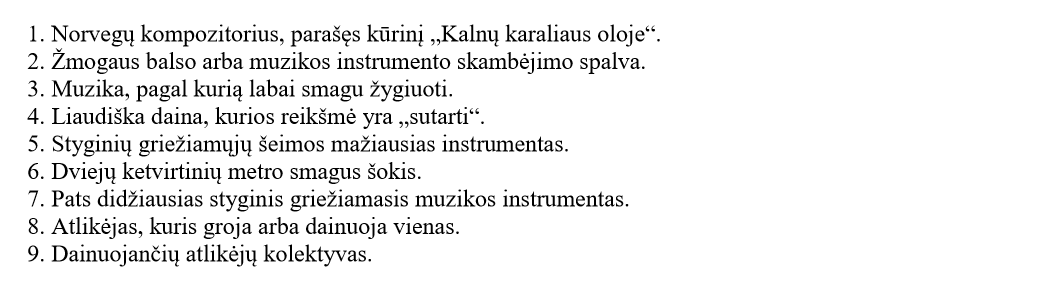 1. Norvegų kompozitorius, parašęs kūrinį „Kalnų karaliaus oloje“.
2. Žmogaus balso arba muzikos instrumento skambėjimo spalva.
3. Muzika, pagal kurią labai smagu žygiuoti.
4. Liaudiška daina, kurios reikšmė yra „sutarti“.
5. Styginių griežiamųjų šeimos mažiausias instrumentas.
6. Dviejų ketvirtinių metro smagus šokis.
7. Pats didžiausias styginis griežiamasis muzikos instrumentas.
8. Atlikėjas, kuris groja arba dainuoja vienas.
9. Dainuojančių atlikėjų kolektyvas.